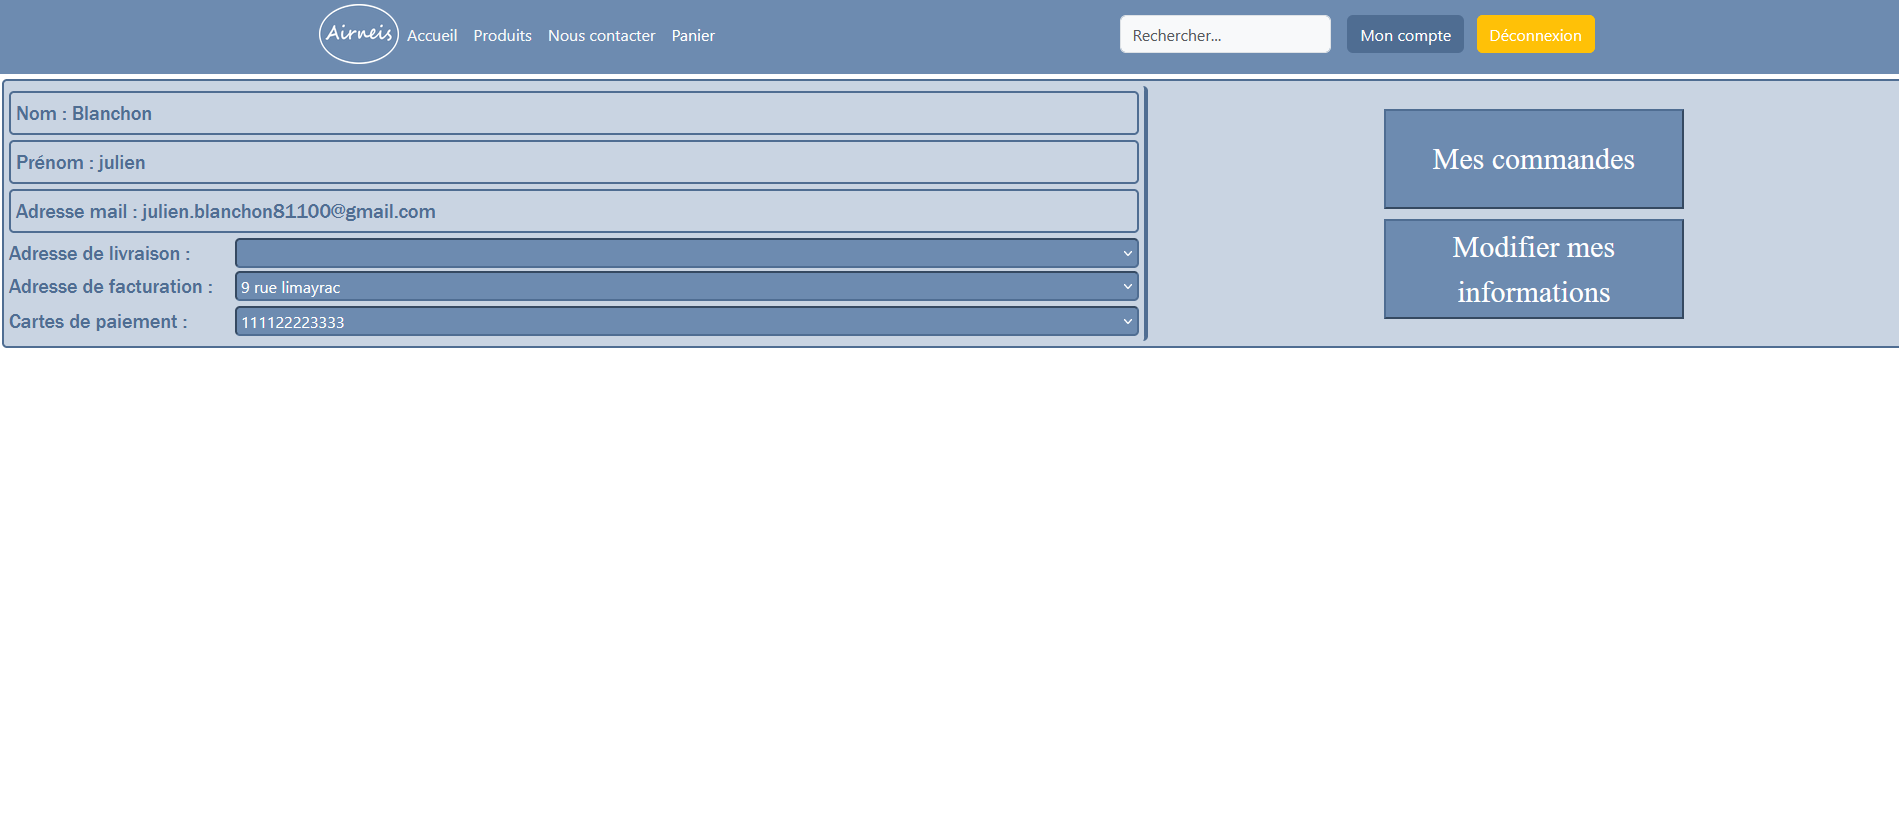 Airneis Accueil Produits Nous contacter Panier Rechercher... Mon compte Déconnexion
Nom : Blanchon
Prénom : julien
Adresse mail : julien.blanchon81100@gmail.com
Adresse de livraison :
Adresse de facturation : 9 rue limayrac
Cartes de paiement : 111122223333
Mes commandes
Modifier mes
informations